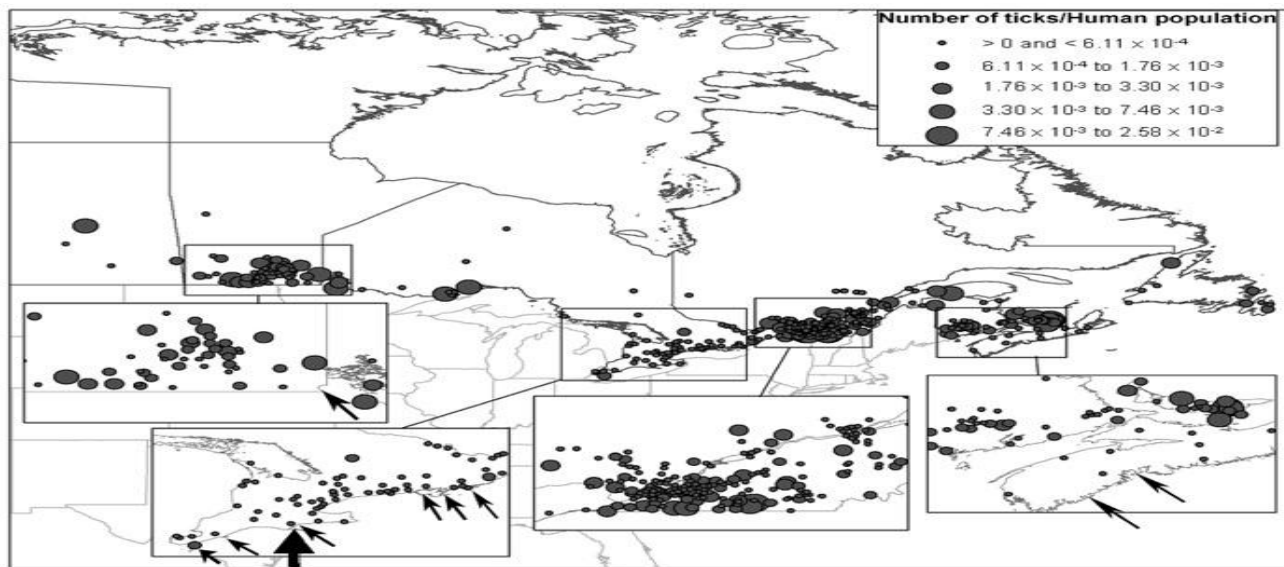 Number of ticks/Human population
> 0 and < 6.11 × 10⁻⁴
6.11 × 10⁻⁴ to 1.76 × 10⁻³
1.76 × 10⁻³ to 3.30 × 10⁻³
3.30 × 10⁻³ to 7.46 × 10⁻³
7.46 × 10⁻³ to 2.58 × 10⁻²